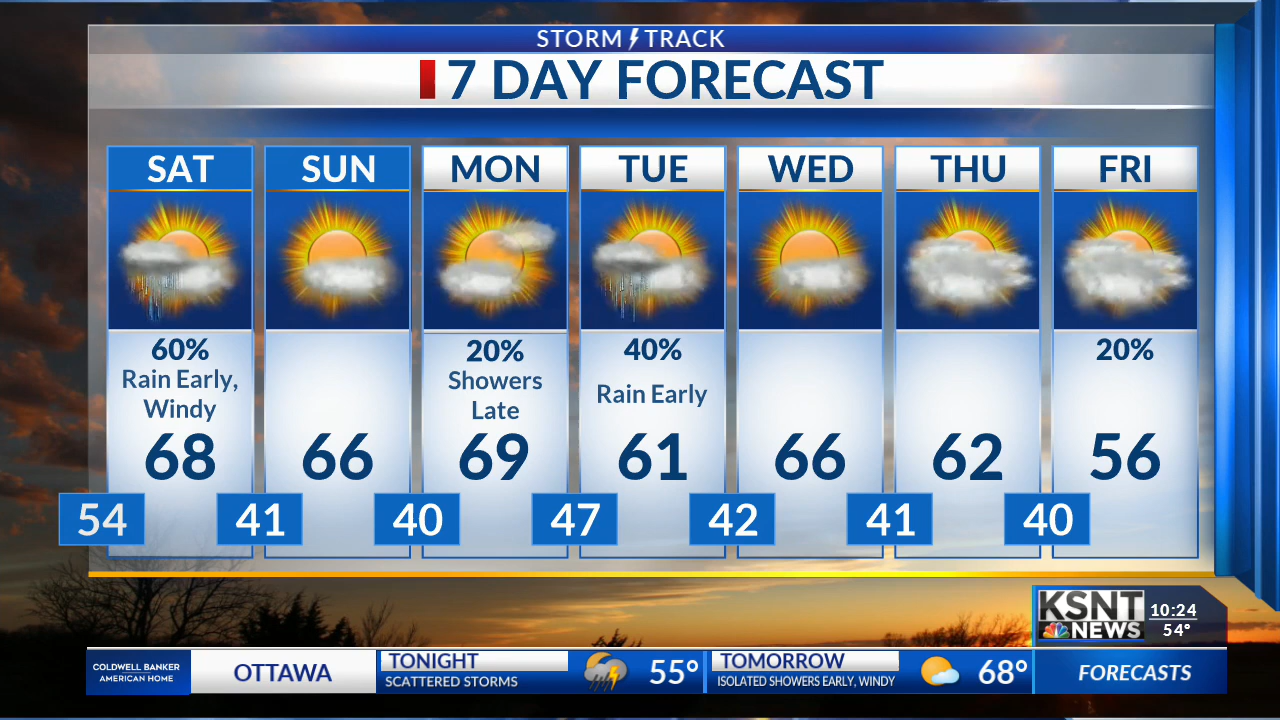 STORM TRACK
7 DAY FORECAST
SAT SUN MON TUE WED THU FRI
60% 20% 40% 20%
Rain Early, Windy
Showers Late
Rain Early
68 66 69 61 66 62 56
54 41 40 47 42 41 40
KSNT NEWS
10:24
54°
COLDWELL BANKER
AMERICAN HOME
OTTAWA
TONIGHT
SCATTERED STORMS
55°
TOMORROW
ISOLATED SHOWERS EARLY, WINDY
68°
FORECASTS